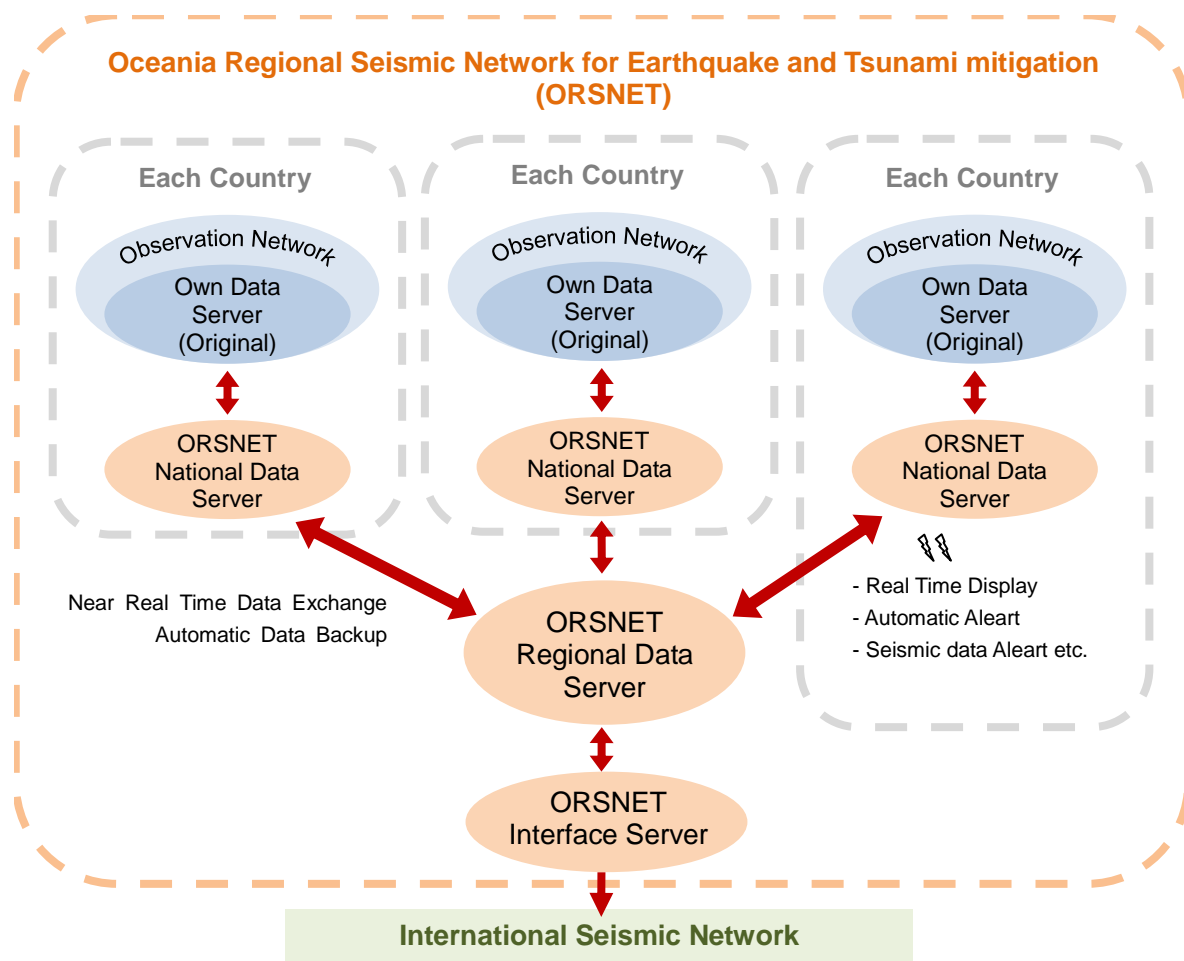 Oceania Regional Seismic Network for Earthquake and Tsunami mitigation
(ORSNET)
Each Country
Observation Network
Own Data
Server
(Original)
ORSNET
National Data
Server
Each Country
Observation Network
Own Data
Server
(Original)
ORSNET
National Data
Server
Each Country
Observation Network
Own Data
Server
(Original)
ORSNET
National Data
Server
- Real Time Display
- Automatic Aleart
- Seismic data Aleart etc.
Near Real Time Data Exchange
Automatic Data Backup
ORSNET
Regional Data
Server
ORSNET
Interface Server
International Seismic Network